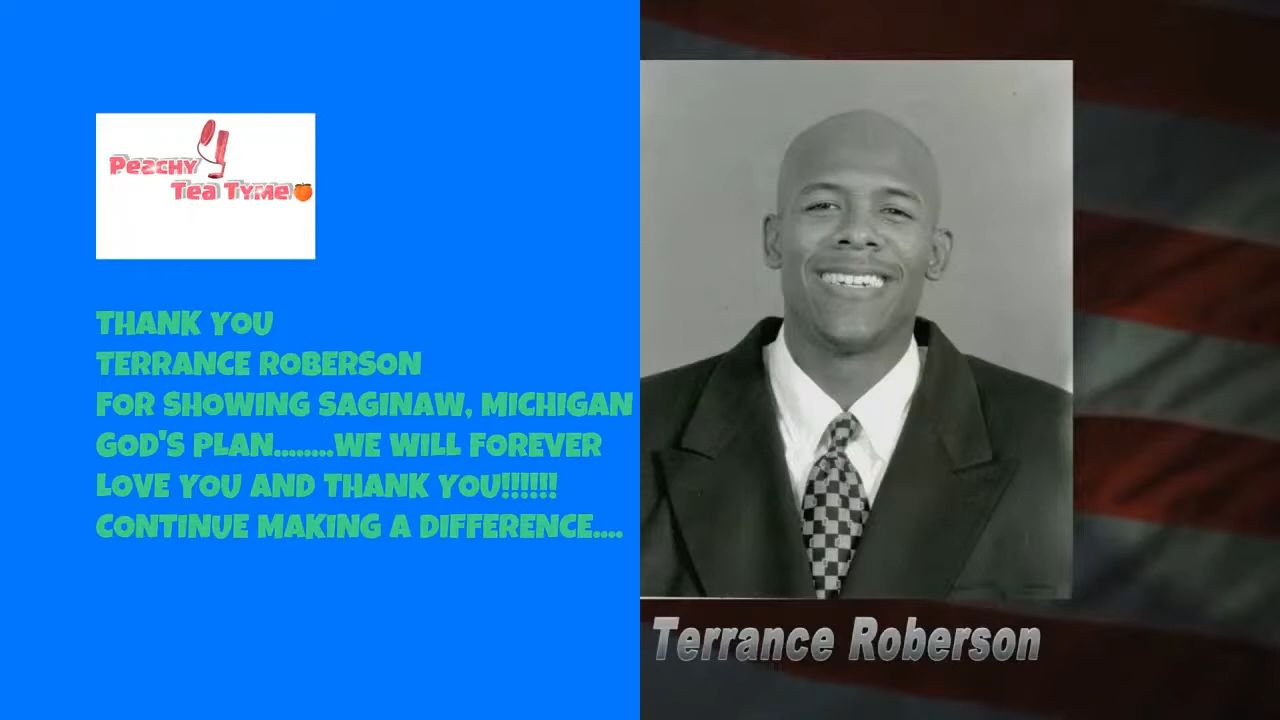 Peachy
Tea Tyme
THANK YOU
TERRANCE ROBERSON
FOR SHOWING SAGINAW, MICHIGAN
GOD'S PLAN........WE WILL FOREVER
LOVE YOU AND THANK YOU!!!!!!
CONTINUE MAKING A DIFFERENCE....
Terrance Roberson